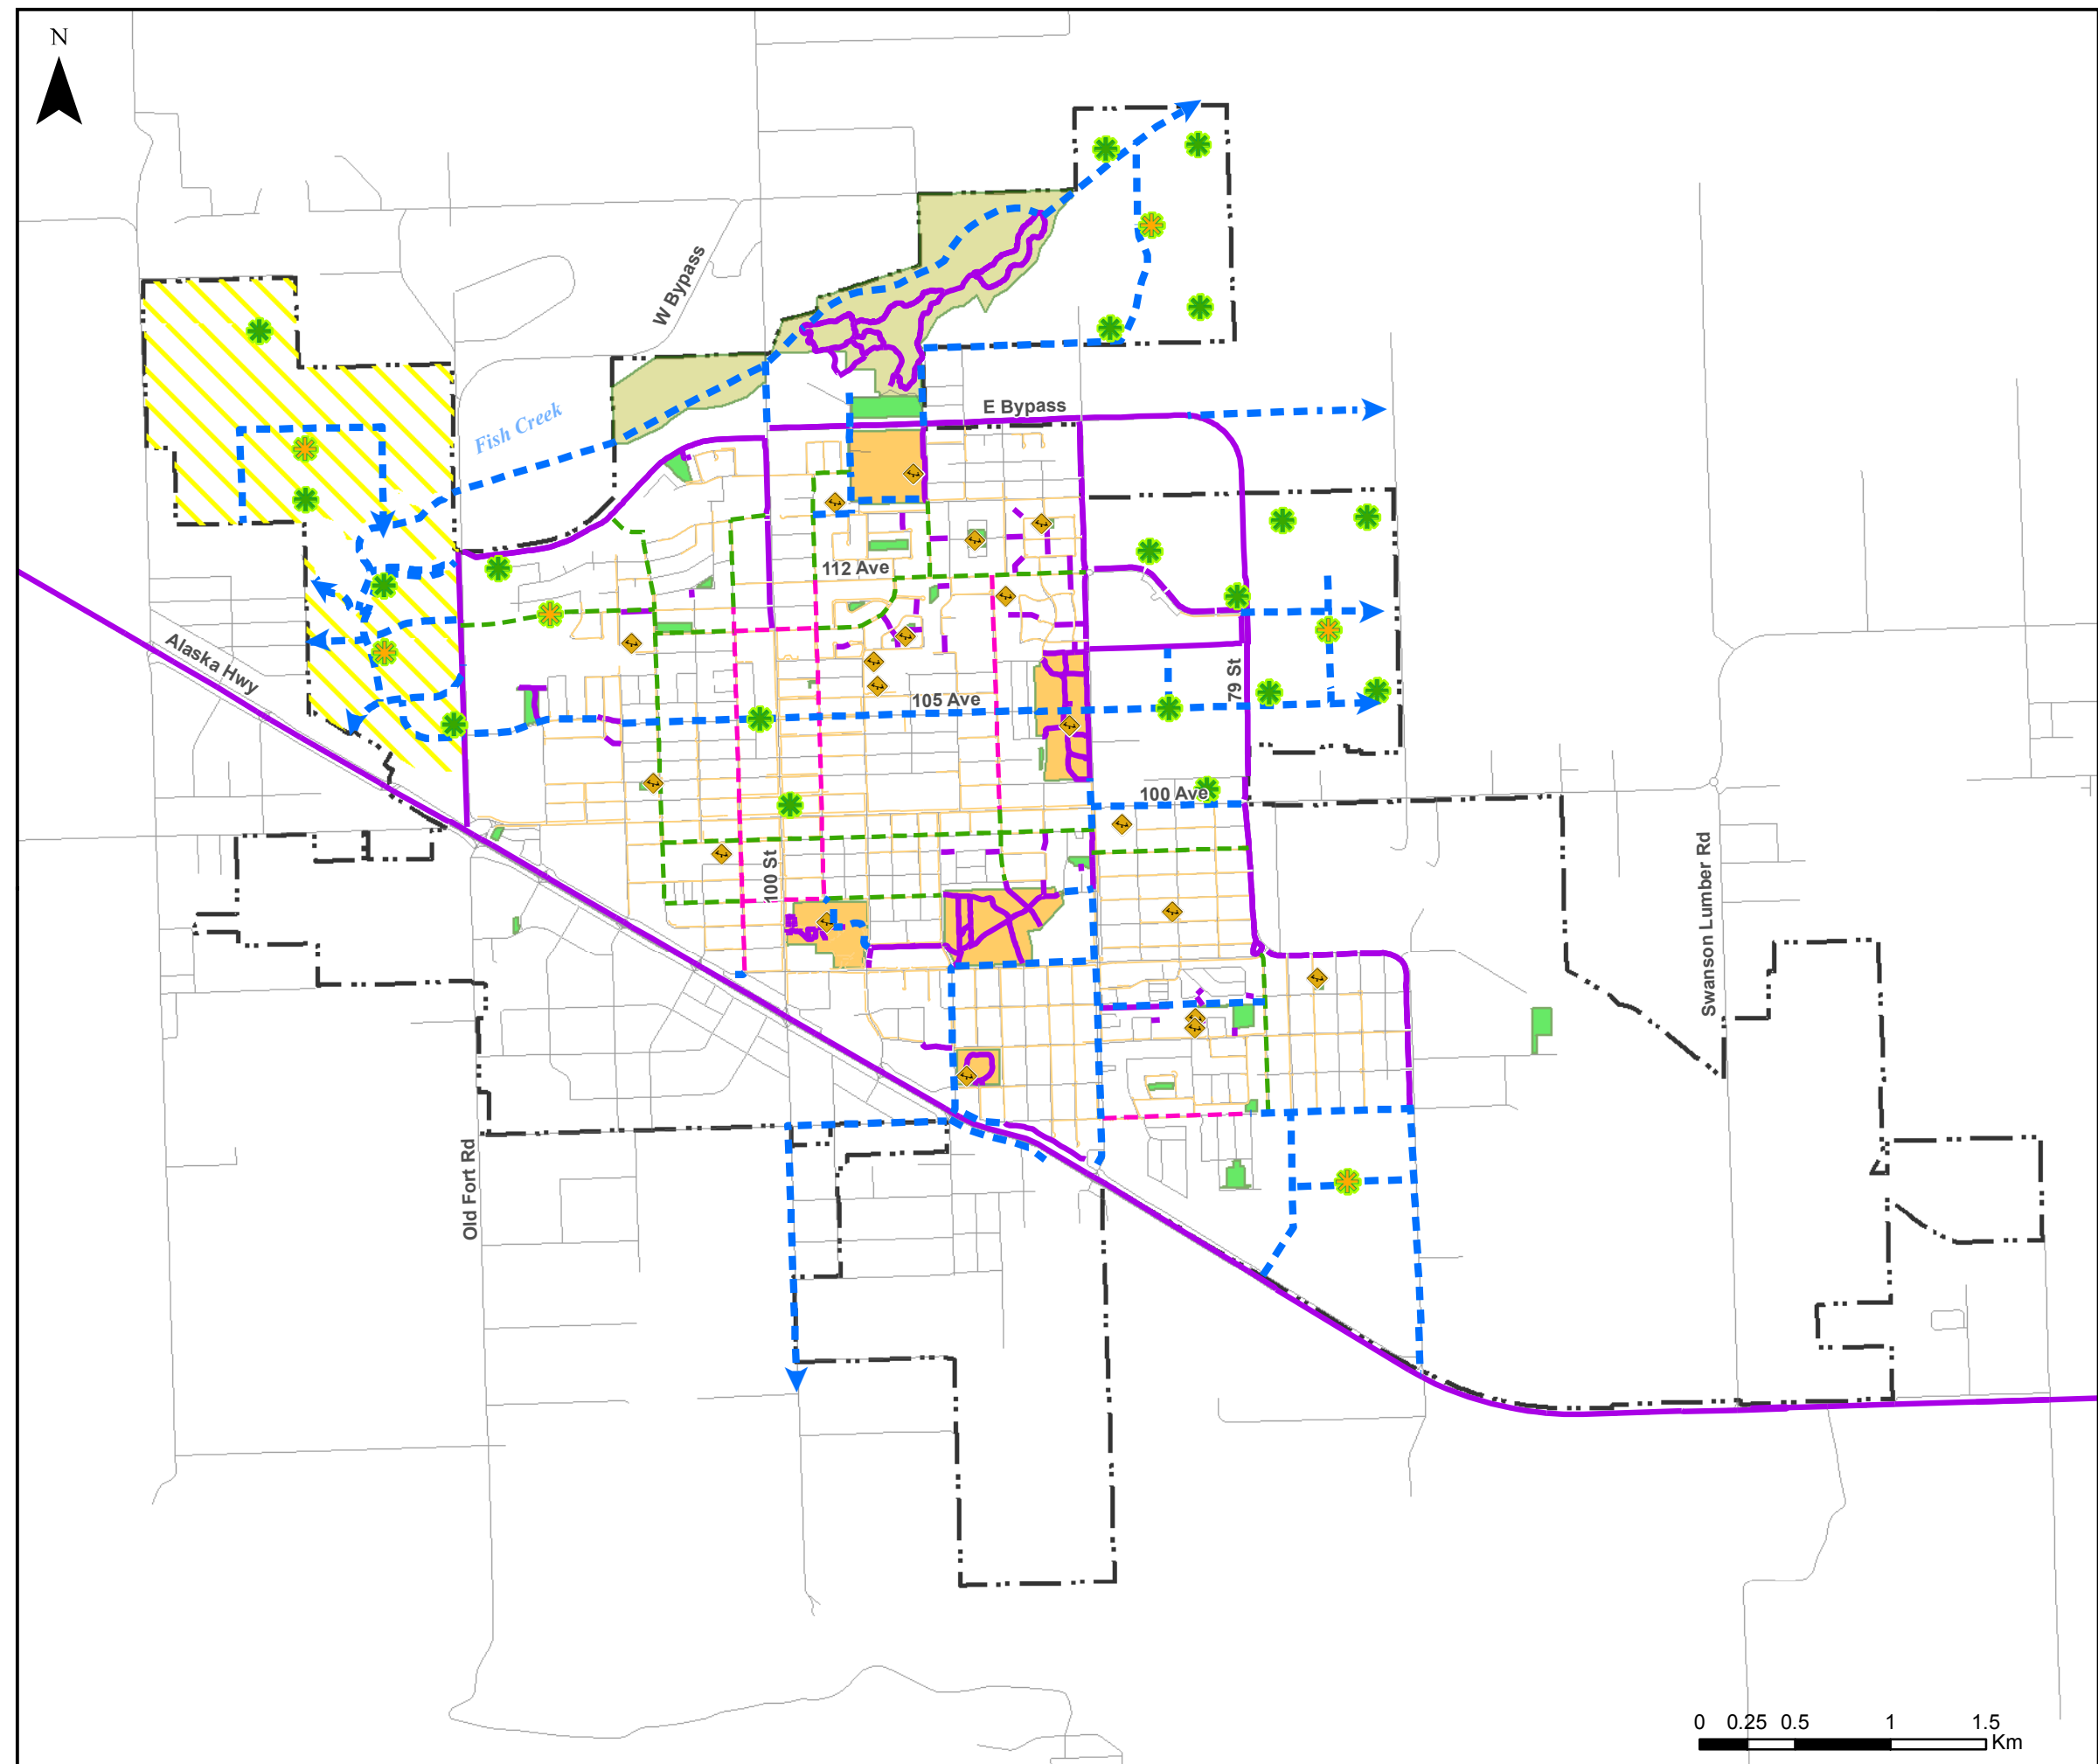 N
W Bypass
Fish Creek
E Bypass
112 Ave
Alaska Hwy
79 St
105 Ave
100 Ave
100 St
Swanson Lumber Rd
Old Fort Rd
0 0.25 0.5 1 1.5
Km